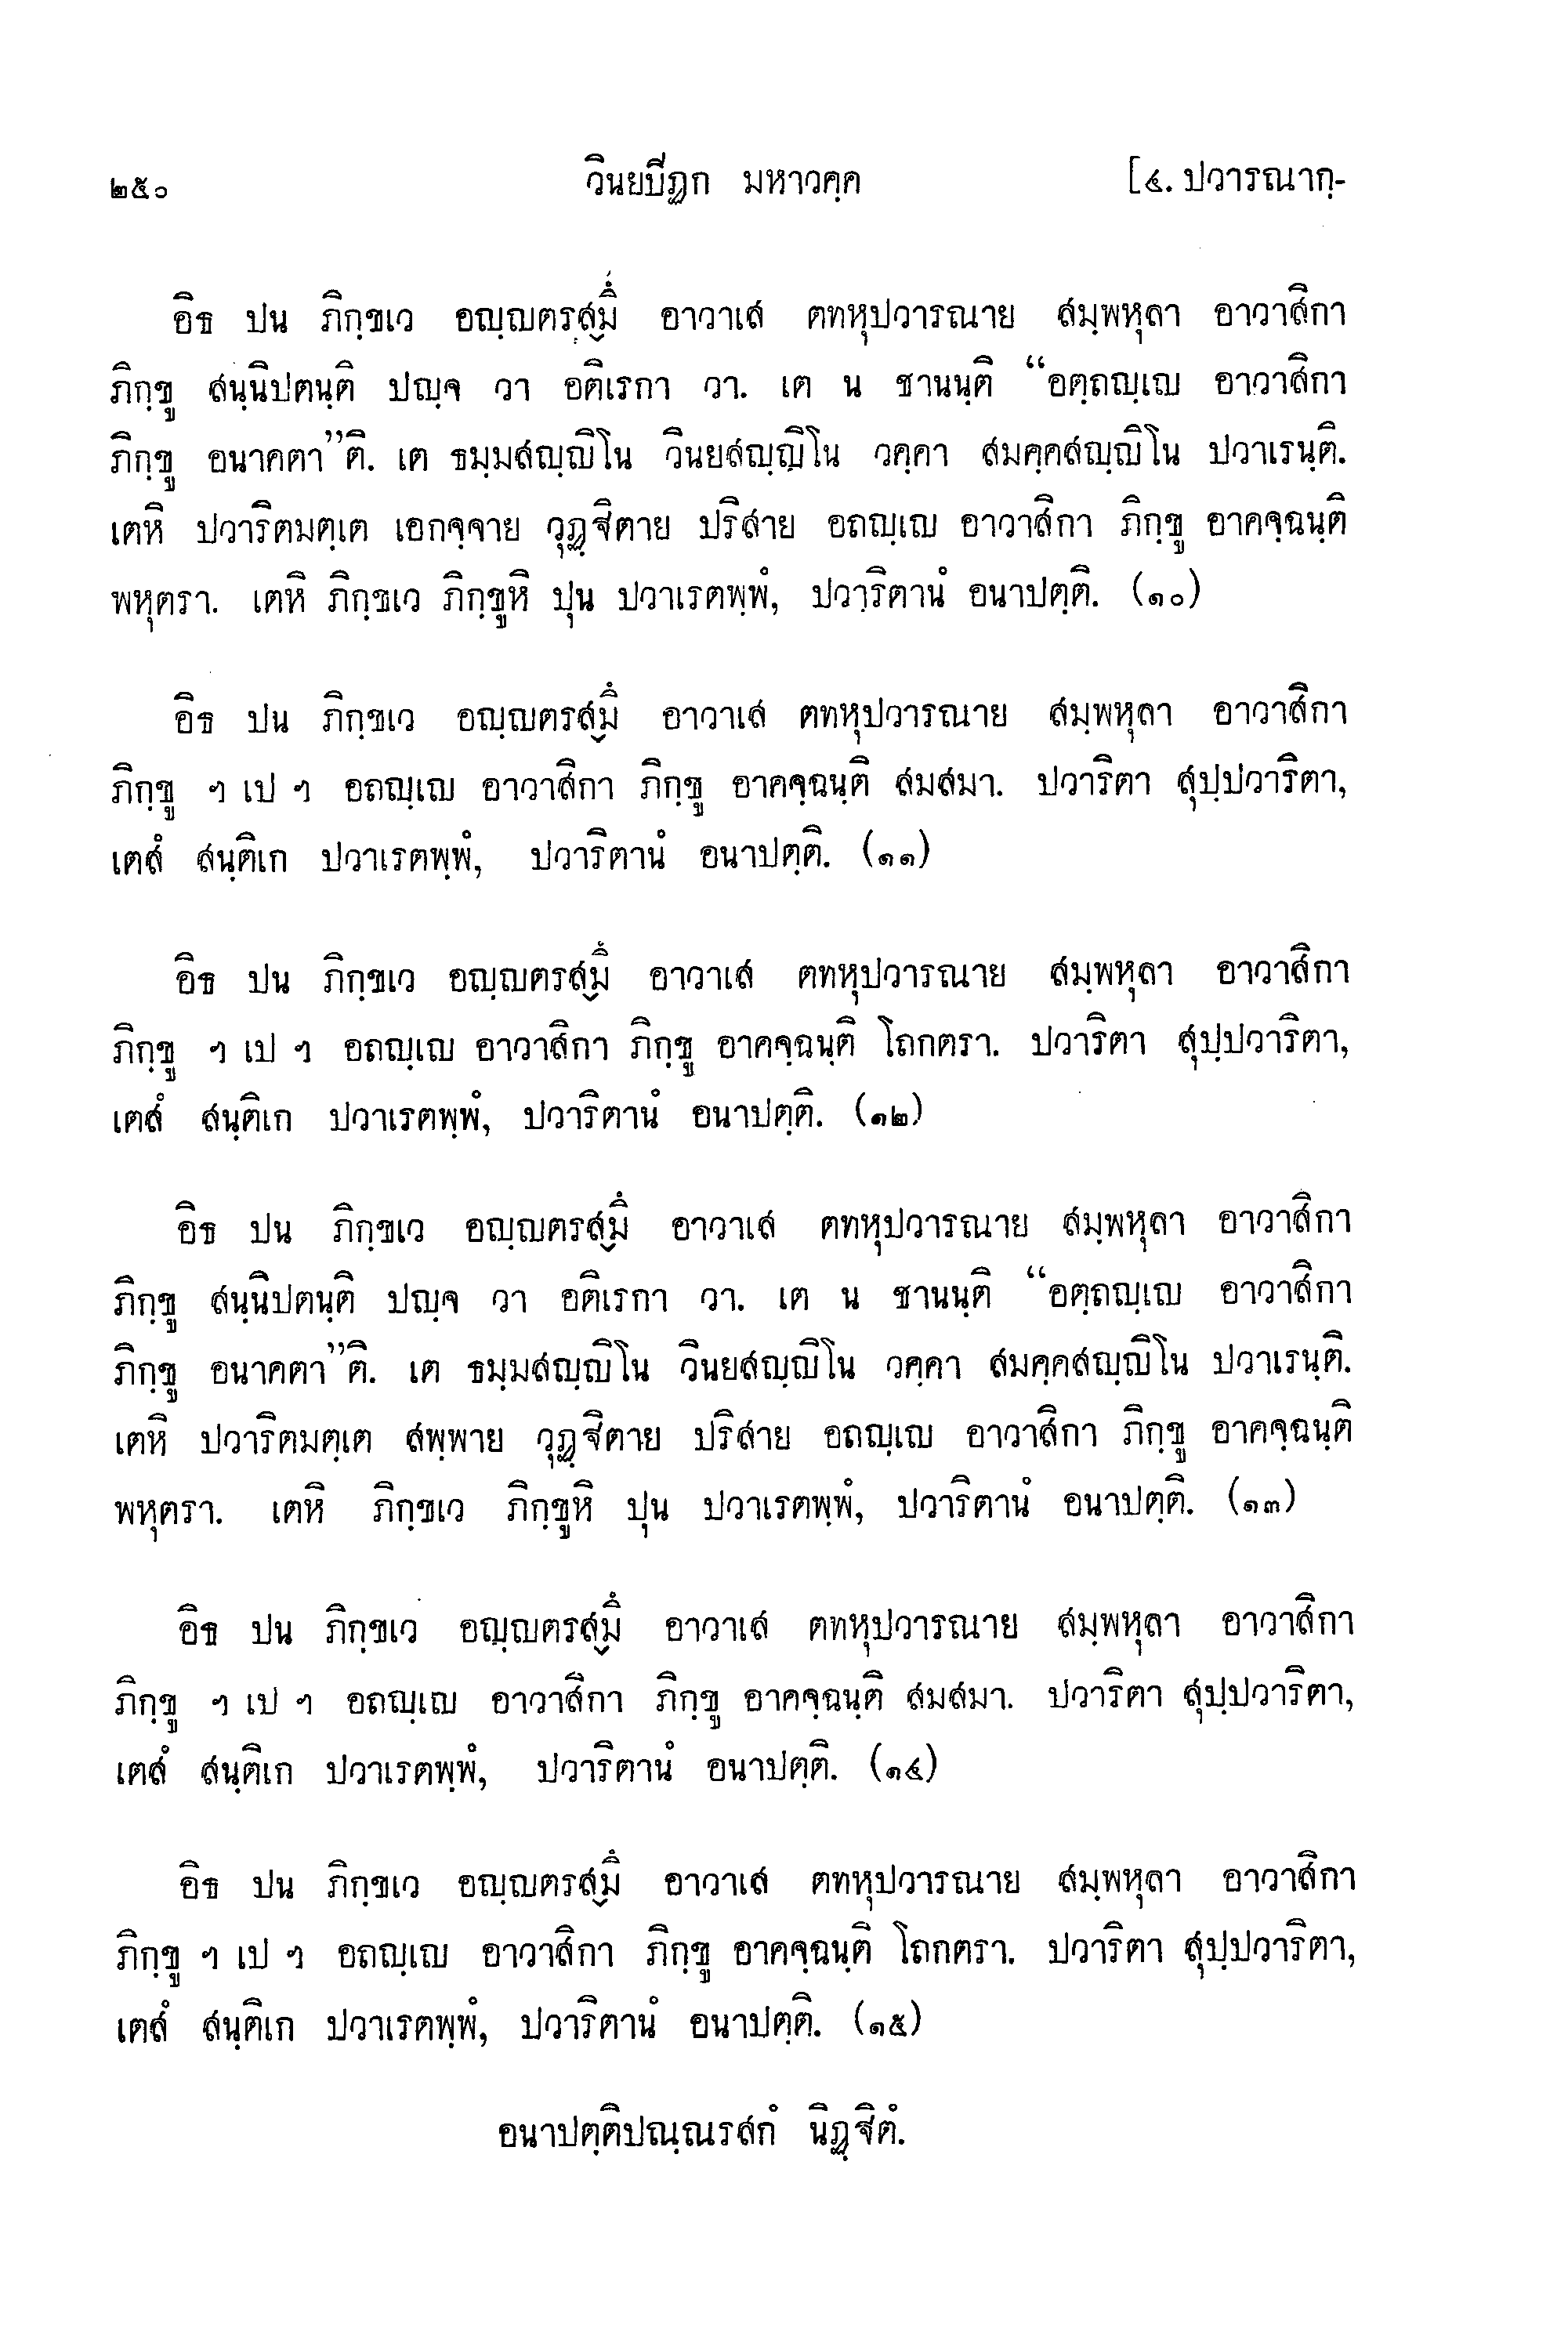 ๒๕๐ วินยปิฏก มหาวคฺค [๔. ปวารณากฺ-
อิธ ปน ภิกฺขเว อญฺญตรสฺมึ อาวาเส ตทหุปวารณาย สมฺพหุลา อาวาสิกา
ภิกฺขู สนฺนิปตนฺติ ปญฺจ วา อติเรกา วา. เต น ชานนฺติ “อตฺถญฺเญ อาวาสิกา
ภิกฺขู อนาคตา”ติ. เต ธมฺมสญฺญิโน วินยสญฺญิโน วคฺคา สมคฺคสญฺญิโน ปวาเรนฺติ.
เตหิ ปวาริตมตฺเต เอกจฺจาย วุฏฺฐิตาย ปริสาย อถญฺเญ อาวาสิกา ภิกฺขู อาคจฺฉนฺติ
พหุตรา. เตหิ ภิกฺขเว ภิกฺขูหิ ปุน ปวาเรตพฺพํ, ปวาริตานํ อนาปตฺติ. (๑๐)
อิธ ปน ภิกฺขเว อญฺญตรสฺมึ อาวาเส ตทหุปวารณาย สมฺพหุลา อาวาสิกา
ภิกฺขู ฯ เป ฯ อถญฺเญ อาวาสิกา ภิกฺขู อาคจฺฉนฺติ สมสมา. ปวาริตา สุปฺปวาริตา,
เตสํ สนฺติเก ปวาเรตพฺพํ, ปวาริตานํ อนาปตฺติ. (๑๑)
อิธ ปน ภิกฺขเว อญฺญตรสฺมึ อาวาเส ตทหุปวารณาย สมฺพหุลา อาวาสิกา
ภิกฺขู ฯ เป ฯ อถญฺเญ อาวาสิกา ภิกฺขู อาคจฺฉนฺติ โถกตรา. ปวาริตา สุปฺปวาริตา,
เตสํ สนฺติเก ปวาเรตพฺพํ, ปวาริตานํ อนาปตฺติ. (๑๒)
อิธ ปน ภิกฺขเว อญฺญตรสฺมึ อาวาเส ตทหุปวารณาย สมฺพหุลา อาวาสิกา
ภิกฺขู สนฺนิปตนฺติ ปญฺจ วา อติเรกา วา. เต น ชานนฺติ “อตฺถญฺเญ อาวาสิกา
ภิกฺขู อนาคตา”ติ. เต ธมฺมสญฺญิโน วินยสญฺญิโน วคฺคา สมคฺคสญฺญิโน ปวาเรนฺติ.
เตหิ ปวาริตมตฺเต สพฺพาย วุฏฺฐิตาย ปริสาย อถญฺเญ อาวาสิกา ภิกฺขู อาคจฺฉนฺติ
พหุตรา. เตหิ ภิกฺขเว ภิกฺขูหิ ปุน ปวาเรตพฺพํ, ปวาริตานํ อนาปตฺติ. (๑๓)
อิธ ปน ภิกฺขเว อญฺญตรสฺมึ อาวาเส ตทหุปวารณาย สมฺพหุลา อาวาสิกา
ภิกฺขู ฯ เป ฯ อถญฺเญ อาวาสิกา ภิกฺขู อาคจฺฉนฺติ สมสมา. ปวาริตา สุปฺปวาริตา,
เตสํ สนฺติเก ปวาเรตพฺพํ, ปวาริตานํ อนาปตฺติ. (๑๔)
อิธ ปน ภิกฺขเว อญฺญตรสฺมึ อาวาเส ตทหุปวารณาย สมฺพหุลา อาวาสิกา
ภิกฺขู ฯ เป ฯ อถญฺเญ อาวาสิกา ภิกฺขู อาคจฺฉนฺติ โถกตรา. ปวาริตา สุปฺปวาริตา,
เตสํ สนฺติเก ปวาเรตพฺพํ, ปวาริตานํ อนาปตฺติ. (๑๕)
อนาปตฺติปณฺณรสกํ นิฏฺฐิตํ.